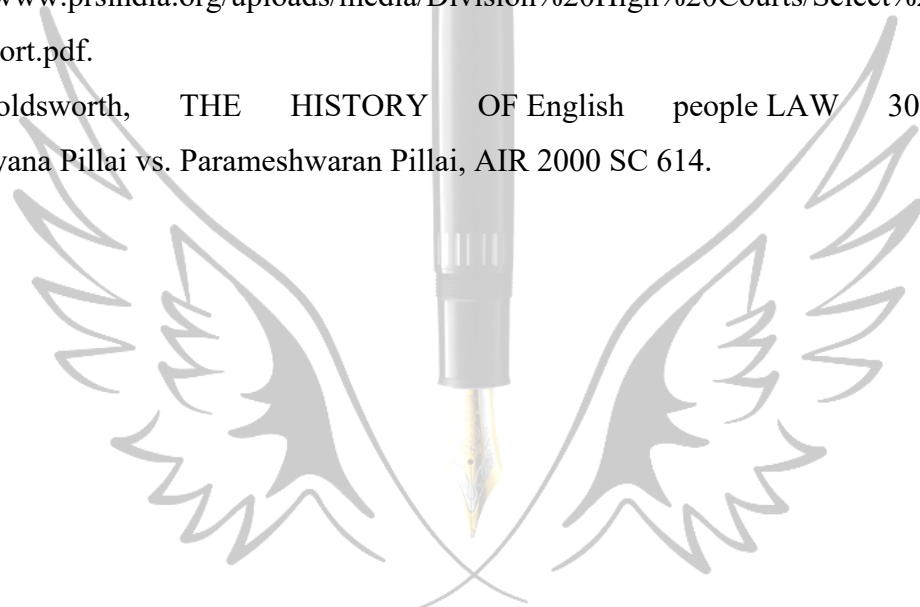 www.prsindia.org/uploads/media/Division%20High%20Courts/Select%2
ort.pdf.
oldsworth, THE HISTORY OF English people LAW 30
yana Pillai vs. Parameshwaran Pillai, AIR 2000 SC 614.